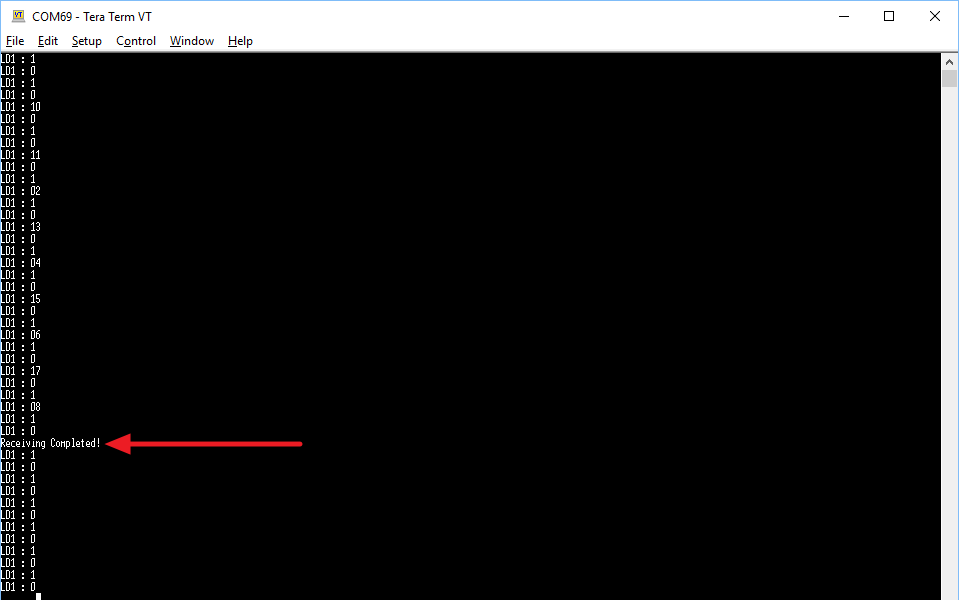 COM69 - Tera Term VT
File Edit Setup Control Window Help
LD1 : 1
LD1 : 0
LD1 : 1
LD1 : 0
LD1 : 10
LD1 : 0
LD1 : 1
LD1 : 0
LD1 : 11
LD1 : 0
LD1 : 1
LD1 : 02
LD1 : 1
LD1 : 0
LD1 : 13
LD1 : 0
LD1 : 1
LD1 : 04
LD1 : 1
LD1 : 0
LD1 : 15
LD1 : 0
LD1 : 1
LD1 : 06
LD1 : 1
LD1 : 0
LD1 : 17
LD1 : 0
LD1 : 1
LD1 : 08
LD1 : 1
LD1 : 0
Receiving Completed!
LD1 : 1
LD1 : 0
LD1 : 1
LD1 : 0
LD1 : 1
LD1 : 0
LD1 : 1
LD1 : 0
LD1 : 1
LD1 : 0
LD1 : 1
LD1 : 0